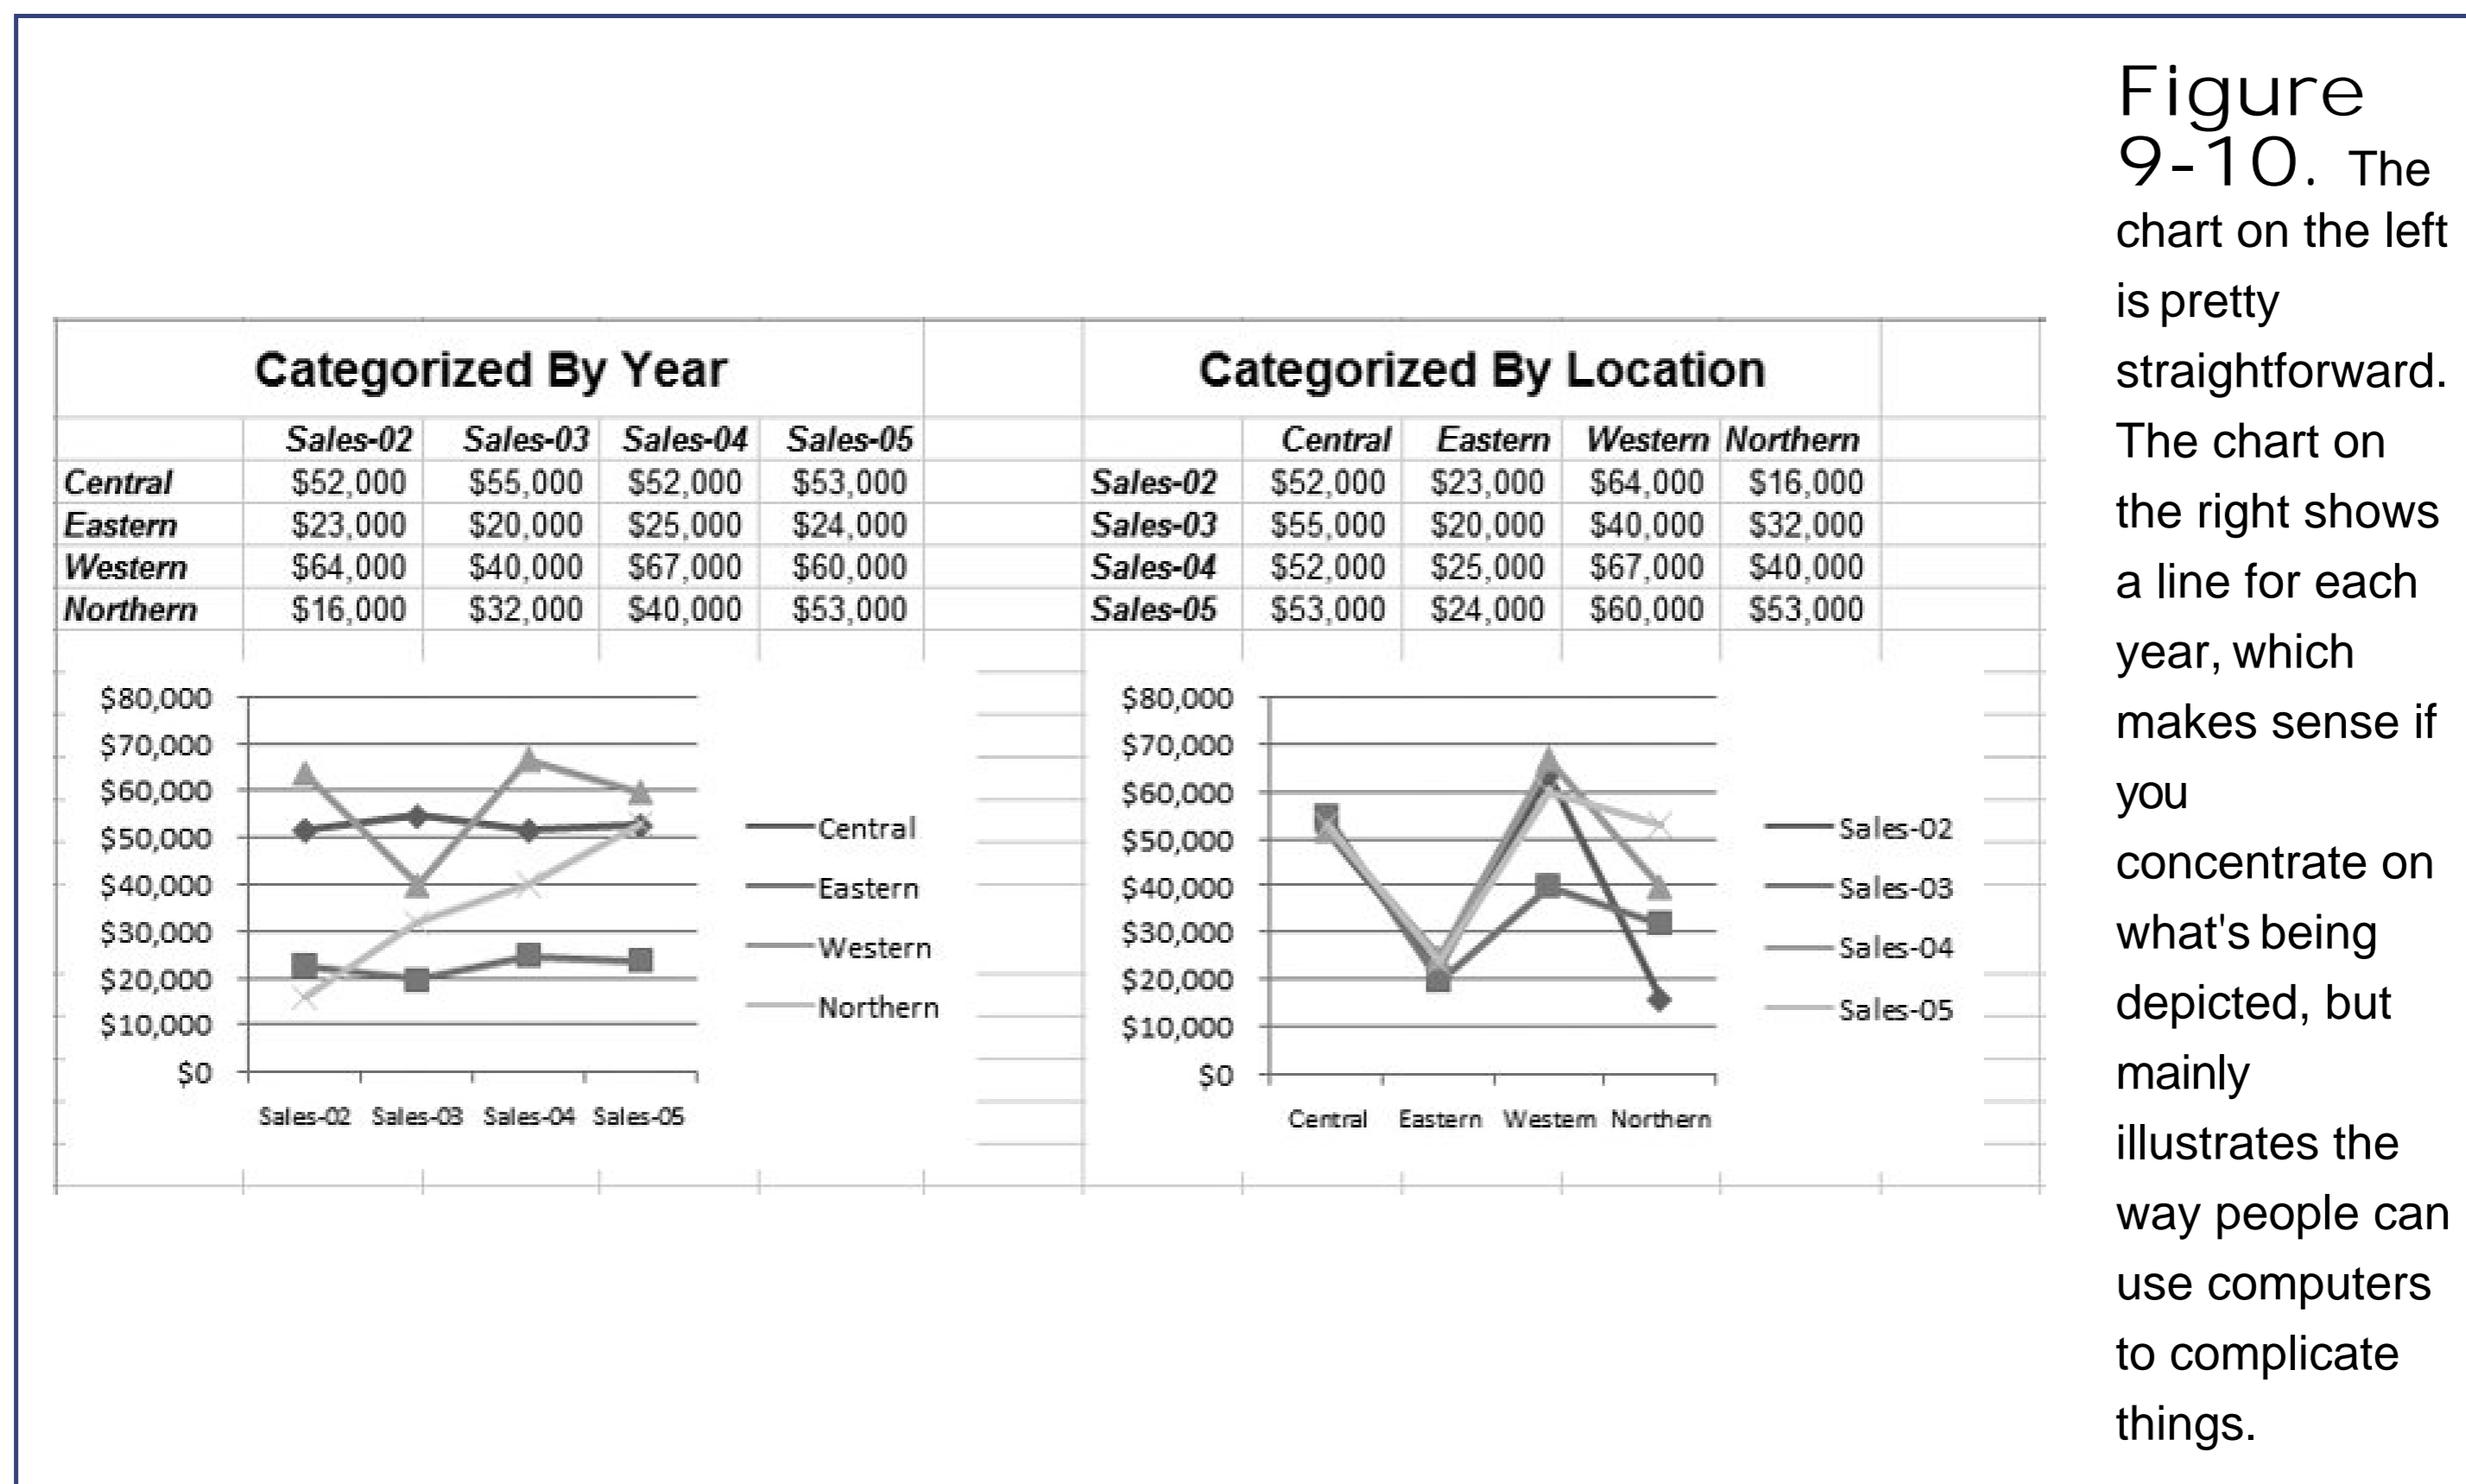 Categorized By Year
Sales-02 Sales-03 Sales-04 Sales-05
Central $52,000 $55,000 $52,000 $53,000
Eastern $23,000 $20,000 $25,000 $24,000
Western $64,000 $40,000 $67,000 $60,000
Northern $16,000 $32,000 $40,000 $53,000
$80,000
$70,000
$60,000
$50,000
$40,000
$30,000
$20,000
$10,000
$0
Sales-02 Sales-03 Sales-04 Sales-05
Central
Eastern
Western
Northern
Categorized By Location
Central Eastern Western Northern
Sales-02 $52,000 $23,000 $64,000 $16,000
Sales-03 $55,000 $20,000 $40,000 $32,000
Sales-04 $52,000 $25,000 $67,000 $40,000
Sales-05 $53,000 $24,000 $60,000 $53,000
$80,000
$70,000
$60,000
$50,000
$40,000
$30,000
$20,000
$10,000
$0
Central Eastern Western Northern
Sales-02
Sales-03
Sales-04
Sales-05
Figure
9-10. The
chart on the left
is pretty
straightforward.
The chart on
the right shows
a line for each
year, which
makes sense if
you
concentrate on
what's being
depicted, but
mainly
illustrates the
way people can
use computers
to complicate
things.